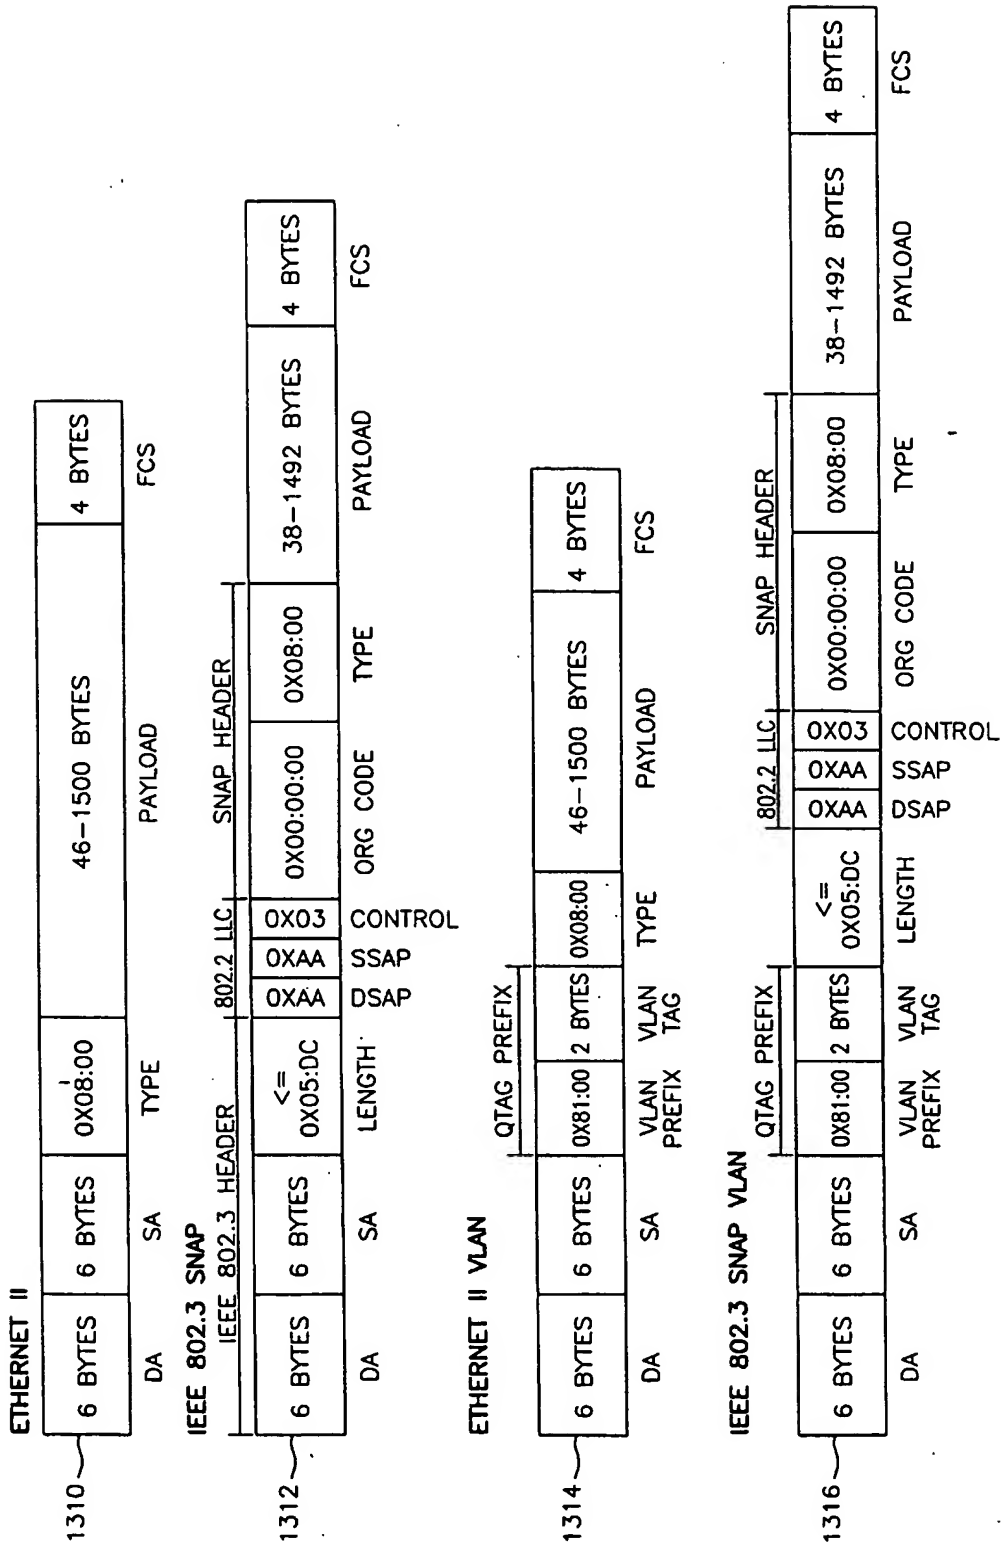 ETHERNET II
1310
6 BYTES 6 BYTES 0X08:00 46-1500 BYTES 4 BYTES
DA SA TYPE PAYLOAD FCS
IEEE 802.3 SNAP
IEEE 802.3 HEADER 802.2 LLC SNAP HEADER
1312
6 BYTES 6 BYTES <= 0X05:DC 0XAA 0XAA 0X03 0X00:00:00 0X08:00 38-1492 BYTES 4 BYTES
DA SA LENGTH DSAP SSAP CONTROL ORG CODE TYPE PAYLOAD FCS
ETHERNET II VLAN
QTAG PREFIX
1314
6 BYTES 6 BYTES 0X81:00 2 BYTES 0X08:00 46-1500 BYTES 4 BYTES
DA SA VLAN PREFIX VLAN TAG TYPE PAYLOAD FCS
IEEE 802.3 SNAP VLAN
QTAG PREFIX 802.2 LLC SNAP HEADER
1316
6 BYTES 6 BYTES 0X81:00 2 BYTES <= 0X05:DC 0XAA 0XAA 0X03 0X00:00:00 0X08:00 38-1492 BYTES 4 BYTES
DA SA VLAN PREFIX VLAN TAG LENGTH DSAP SSAP CONTROL ORG CODE TYPE PAYLOAD FCS